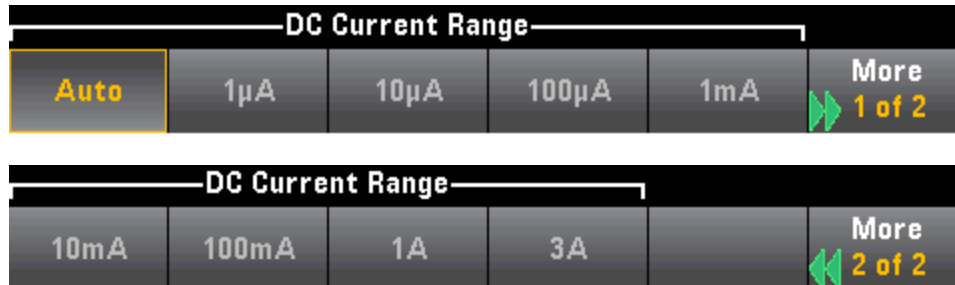 DC Current Range
Auto 1µA 10µA 100µA 1mA More
1 of 2
DC Current Range
10mA 100mA 1A 3A More
2 of 2